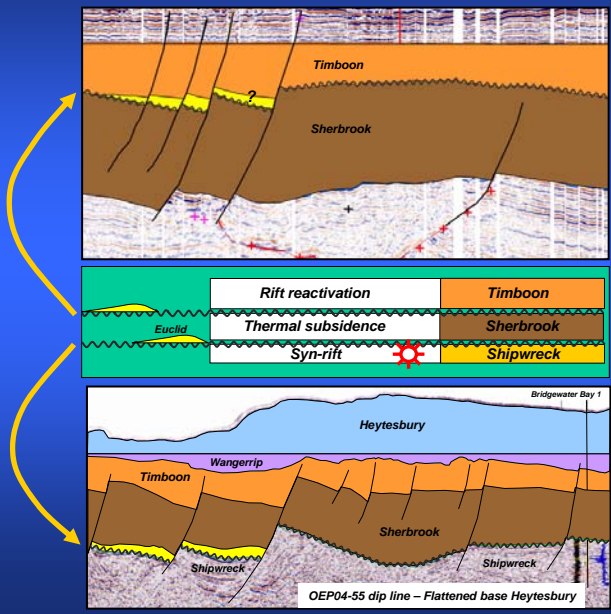 Timboon
?
Sherbrook
Rift reactivation Timboon
Euclid Thermal subsidence Sherbrook
Syn-rift Shipwreck
Bridgewater Bay 1
Heytesbury
Wangerrip
Timboon
Sherbrook
Shipwreck Shipwreck
OEP04-55 dip line – Flattened base Heytesbury